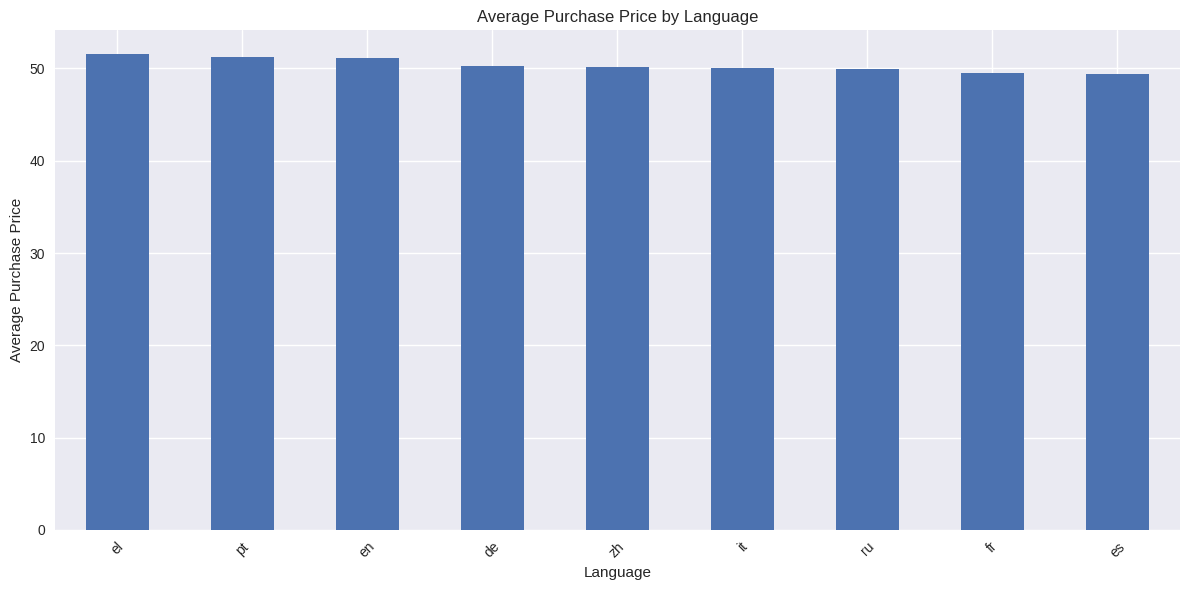 Average Purchase Price by Language
Average Purchase Price
50
40
30
20
10
0
el
pt
en
de
zh
it
ru
fr
es
Language